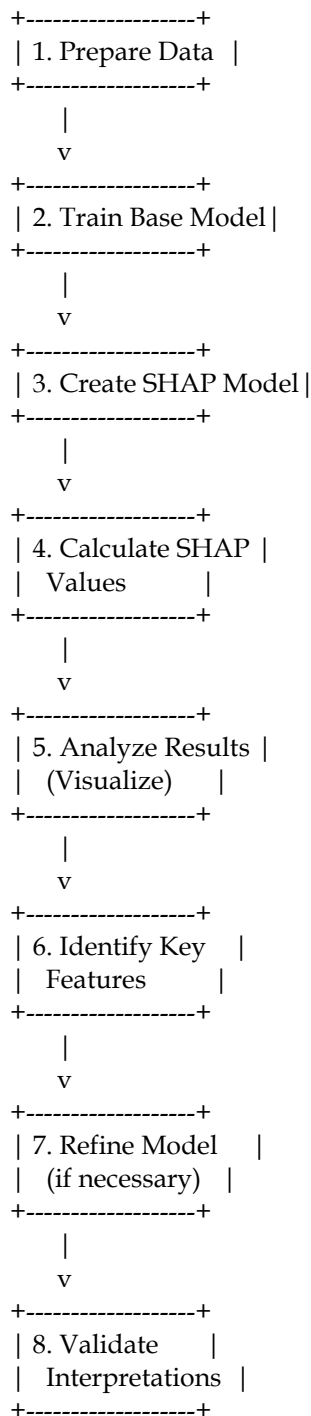 +-------------------+
| 1. Prepare Data |
+-------------------+
|
v
+-------------------+
| 2. Train Base Model|
+-------------------+
|
v
+-------------------+
| 3. Create SHAP Model|
+-------------------+
|
v
+-------------------+
| 4. Calculate SHAP |
| Values |
+-------------------+
|
v
+-------------------+
| 5. Analyze Results |
| (Visualize) |
+-------------------+
|
v
+-------------------+
| 6. Identify Key |
| Features |
+-------------------+
|
v
+-------------------+
| 7. Refine Model |
| (if necessary) |
+-------------------+
|
v
+-------------------+
| 8. Validate |
| Interpretations |
+-------------------+